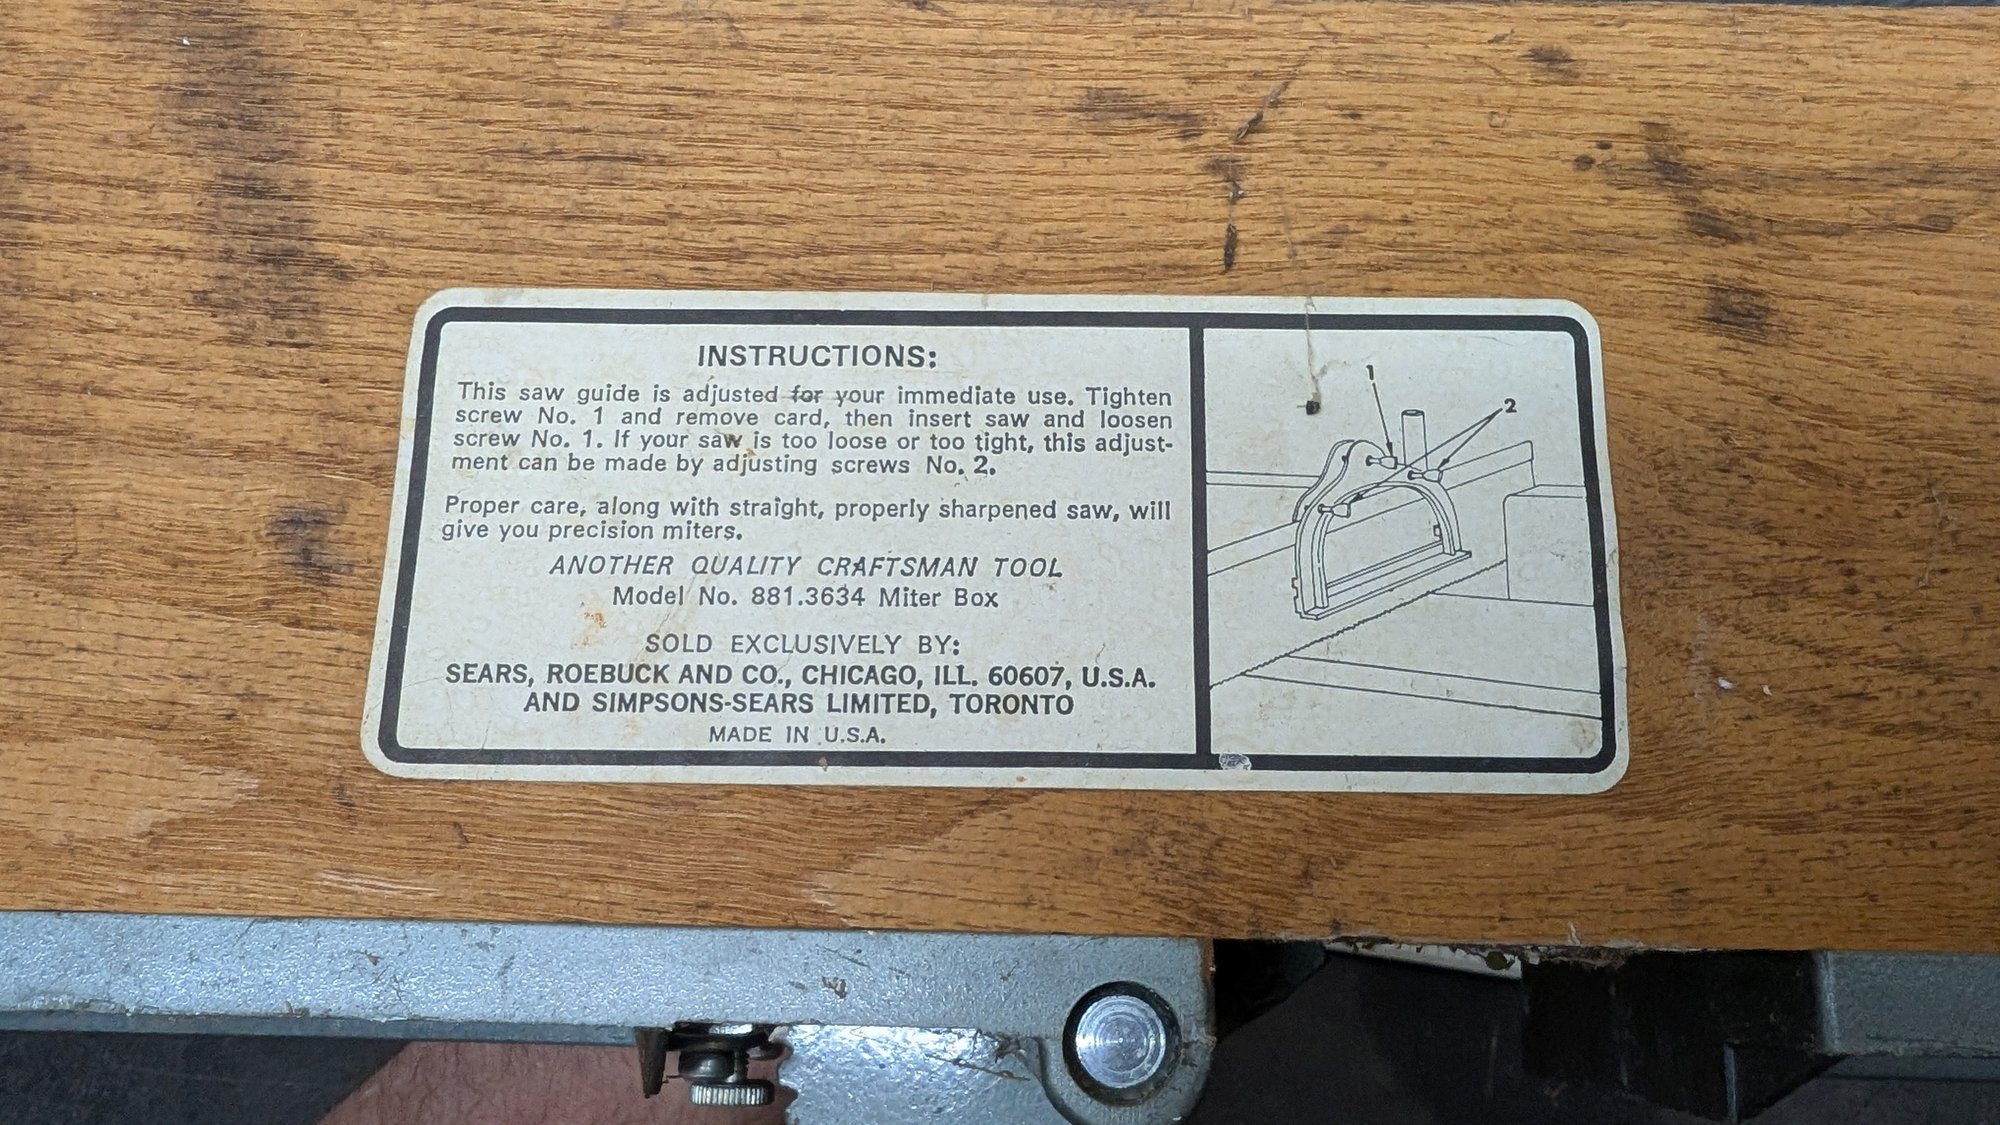 INSTRUCTIONS:
This saw guide is adjusted for your immediate use. Tighten
screw No. 1 and remove card, then insert saw and loosen
screw No. 1. If your saw is too loose or too tight, this adjust-
ment can be made by adjusting screws No. 2.
Proper care, along with straight, properly sharpened saw, will
give you precision miters.
ANOTHER QUALITY CRAFTSMAN TOOL
Model No. 881.3634 Miter Box
SOLD EXCLUSIVELY BY:
SEARS, ROEBUCK AND CO., CHICAGO, ILL. 60607, U.S.A.
AND SIMPSONS-SEARS LIMITED, TORONTO
MADE IN U.S.A.
1
2